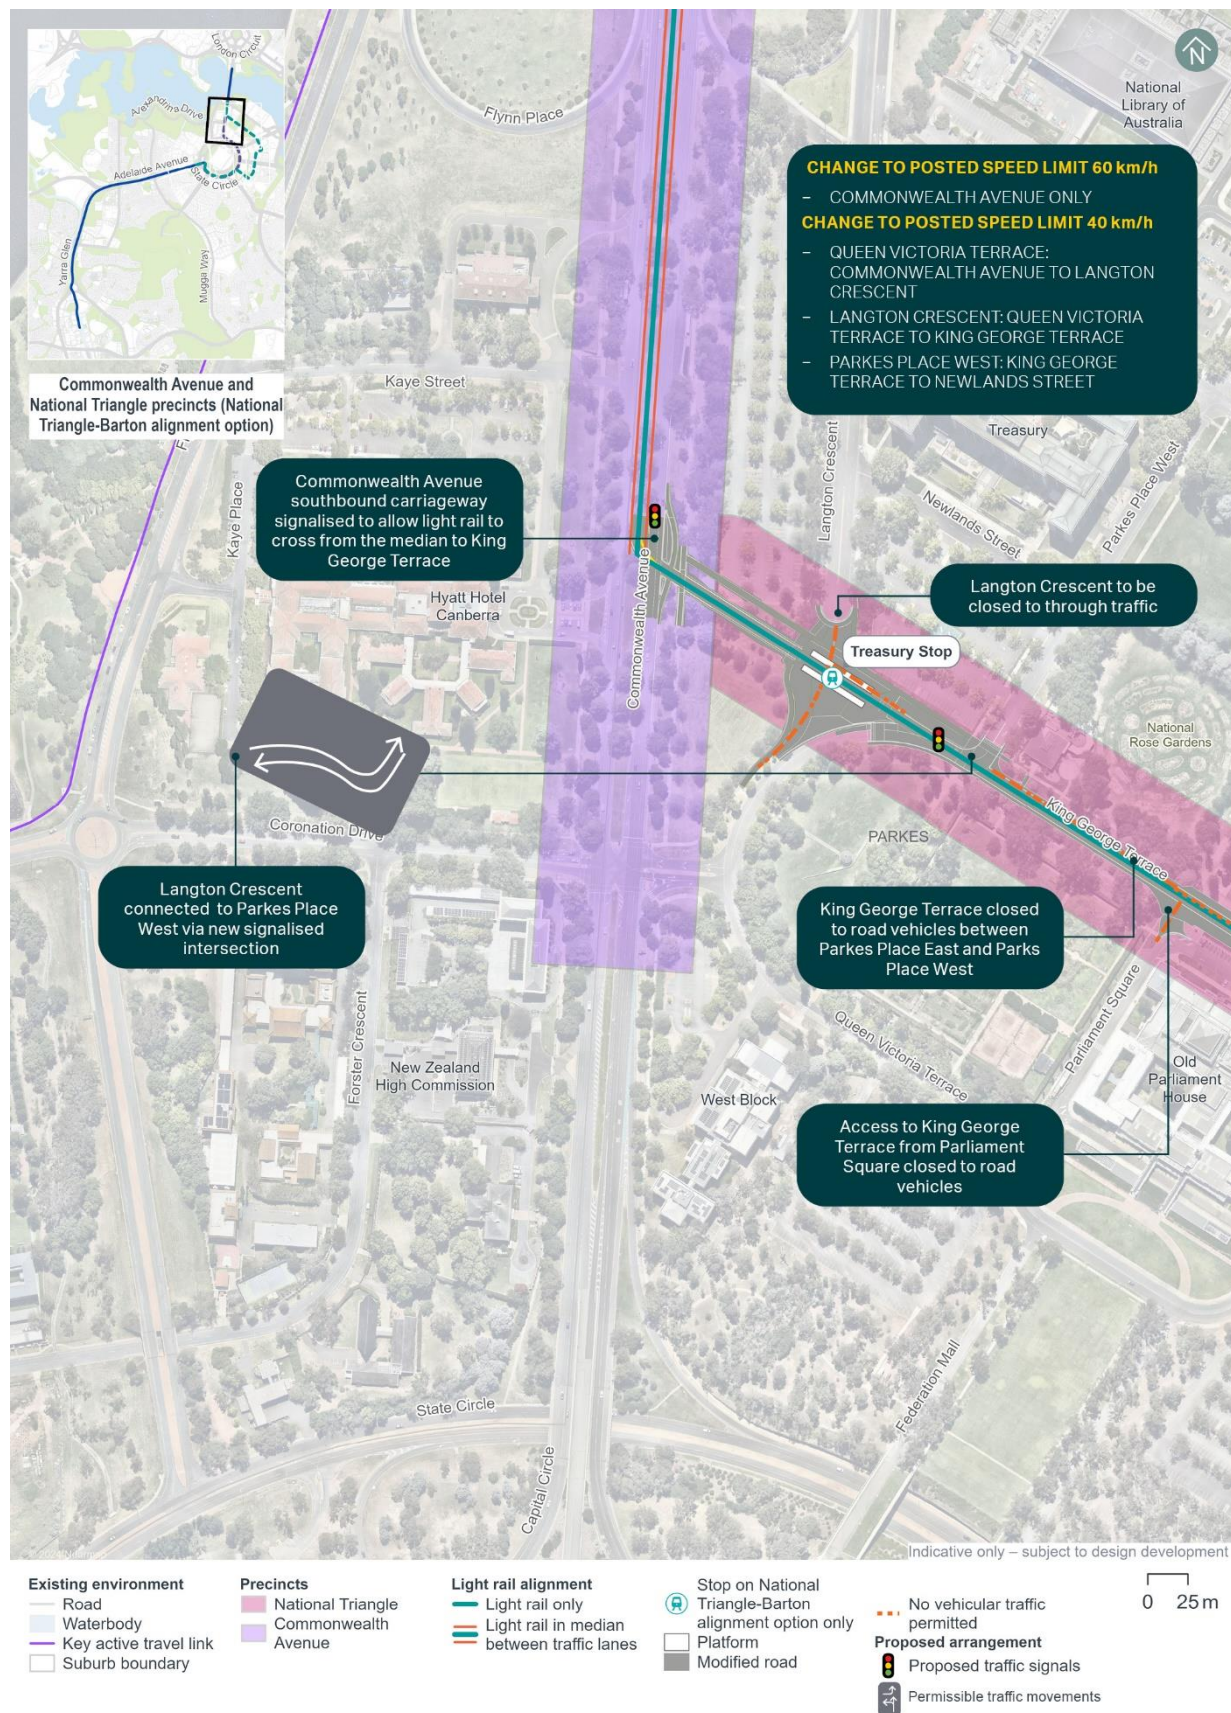 London Circuit
Alexandrina Drive
Adelaide Avenue
State Circle
Yarra Glen
Mugga Way
Commonwealth Avenue and
National Triangle precincts (National
Triangle-Barton alignment option)
Flynn Place
N
National
Library of
Australia
CHANGE TO POSTED SPEED LIMIT 60 km/h
– COMMONWEALTH AVENUE ONLY
CHANGE TO POSTED SPEED LIMIT 40 km/h
– QUEEN VICTORIA TERRACE:
COMMONWEALTH AVENUE TO LANGTON
CRESCENT
– LANGTON CRESCENT: QUEEN VICTORIA
TERRACE TO KING GEORGE TERRACE
– PARKES PLACE WEST: KING GEORGE
TERRACE TO NEWLANDS STREET
Kaye Street
Treasury
Langton Crescent
Parkes Place West
Newlands Street
Kaye Place
Commonwealth Avenue
southbound carriageway
signalised to allow light rail to
cross from the median to King
George Terrace
Hyatt Hotel
Canberra
Commonwealth Avenue
Langton Crescent to be
closed to through traffic
Treasury Stop
National
Rose Gardens
Coronation Drive
PARKES
King George Terrace
Langton Crescent
connected to Parkes Place
West via new signalised
intersection
King George Terrace closed
to road vehicles between
Parkes Place East and Parks
Place West
Parliament Square
Queen Victoria Terrace
Forster Crescent
New Zealand
High Commission
West Block
Old
Parliament
House
Access to King George
Terrace from Parliament
Square closed to road
vehicles
Federation Mall
State Circle
Capital Circle
Indicative only – subject to design development
Existing environment
Road
Waterbody
Key active travel link
Suburb boundary
Precincts
National Triangle
Commonwealth
Avenue
Light rail alignment
Light rail only
Light rail in median
between traffic lanes
Stop on National
Triangle-Barton
alignment option only
Platform
Modified road
No vehicular traffic
permitted
Proposed arrangement
Proposed traffic signals
Permissible traffic movements
0 25 m